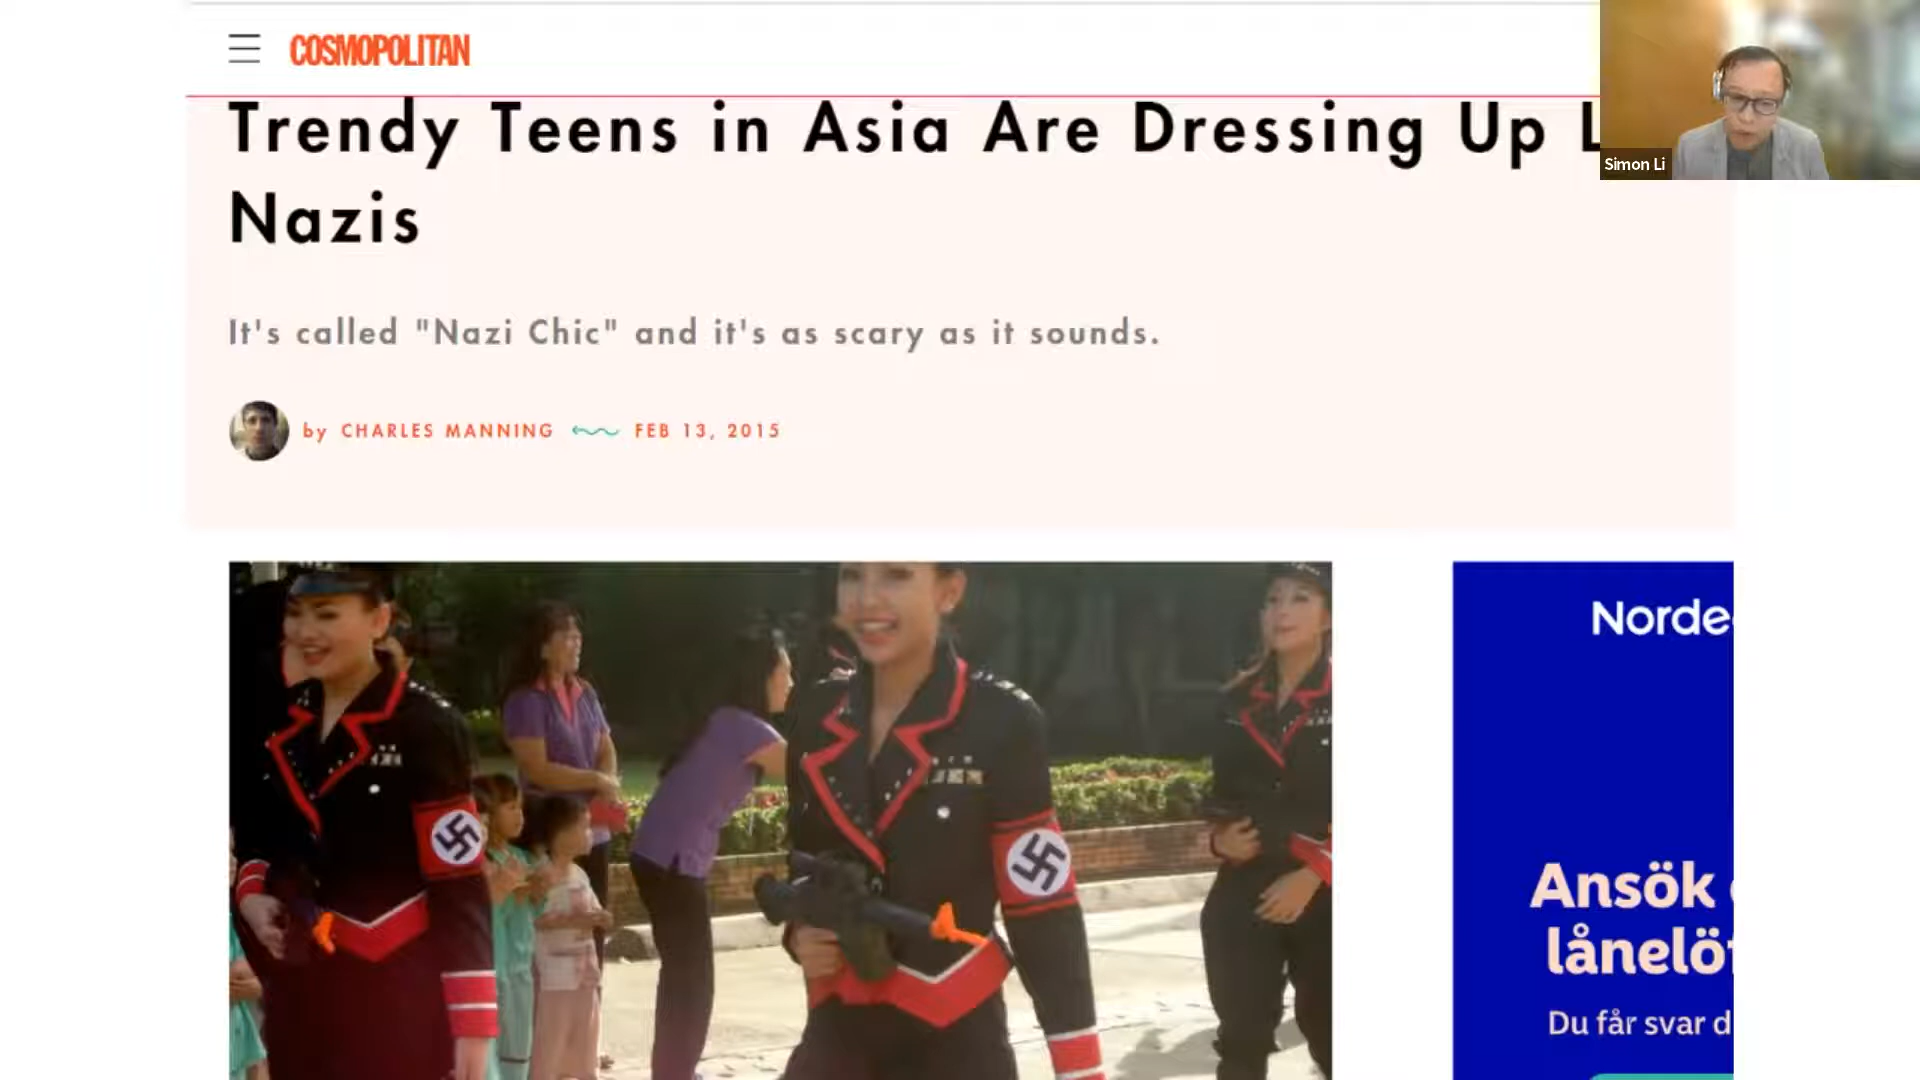 COSMOPOLITAN
Trendy Teens in Asia Are Dressing Up L
Nazis
It's called "Nazi Chic" and it's as scary as it sounds.
by CHARLES MANNING FEB 13, 2015
Simon Li
Norde
Ansök
lånelöf
Du får svar d